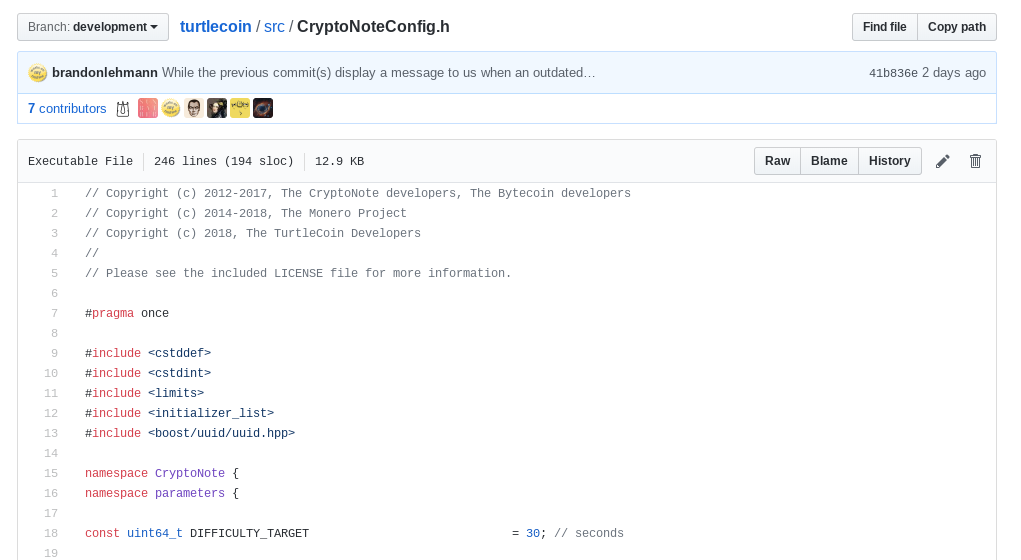 Branch: development turtlecoin / src / CryptoNoteConfig.h Find file Copy path
brandonlehmann While the previous commit(s) display a message to us when an outdated… 41b836e 2 days ago
7 contributors
Executable File 246 lines (194 sloc) 12.9 KB Raw Blame History
1 // Copyright (c) 2012-2017, The CryptoNote developers, The Bytecoin developers
2 // Copyright (c) 2014-2018, The Monero Project
3 // Copyright (c) 2018, The TurtleCoin Developers
4 //
5 // Please see the included LICENSE file for more information.
6
7 #pragma once
8
9 #include <cstddef>
10 #include <cstdint>
11 #include <limits>
12 #include <initializer_list>
13 #include <boost/uuid/uuid.hpp>
14
15 namespace CryptoNote {
16 namespace parameters {
17
18 const uint64_t DIFFICULTY_TARGET = 30; // seconds
19